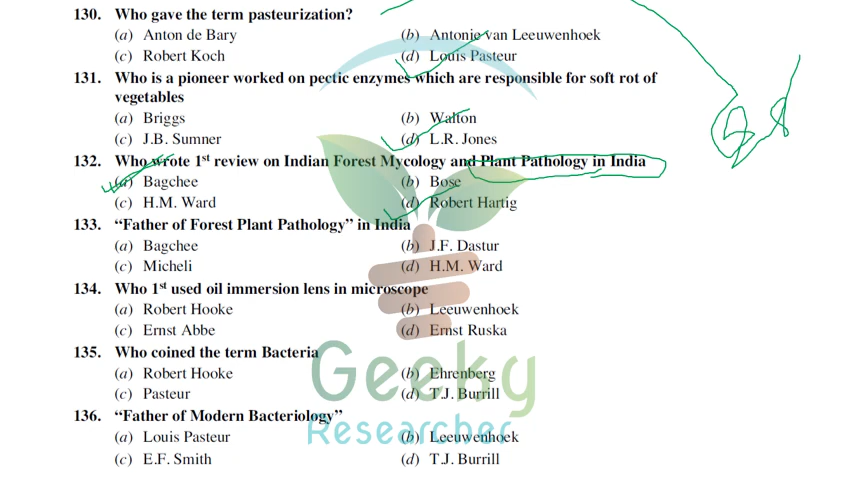 130. Who gave the term pasteurization?
(a) Anton de Bary (b) Antonie van Leeuwenhoek
(c) Robert Koch (d) Louis Pasteur
131. Who is a pioneer worked on pectic enzymes which are responsible for soft rot of
vegetables
(a) Briggs (b) Walton
(c) J.B. Sumner (d) L.R. Jones
132. Who wrote 1st review on Indian Forest Mycology and Plant Pathology in India
(a) Bagchee (b) Bose
(c) H.M. Ward (d) Robert Hartig
133. “Father of Forest Plant Pathology” in India
(a) Bagchee (b) J.F. Dastur
(c) Micheli (d) H.M. Ward
134. Who 1st used oil immersion lens in microscope
(a) Robert Hooke (b) Leeuwenhoek
(c) Ernst Abbe (d) Ernst Ruska
135. Who coined the term Bacteria
(a) Robert Hooke (b) Ehrenberg
(c) Pasteur (d) T.J. Burrill
136. “Father of Modern Bacteriology”
(a) Louis Pasteur (b) Leeuwenhoek
(c) E.F. Smith (d) T.J. Burrill
Geeky
Researcher